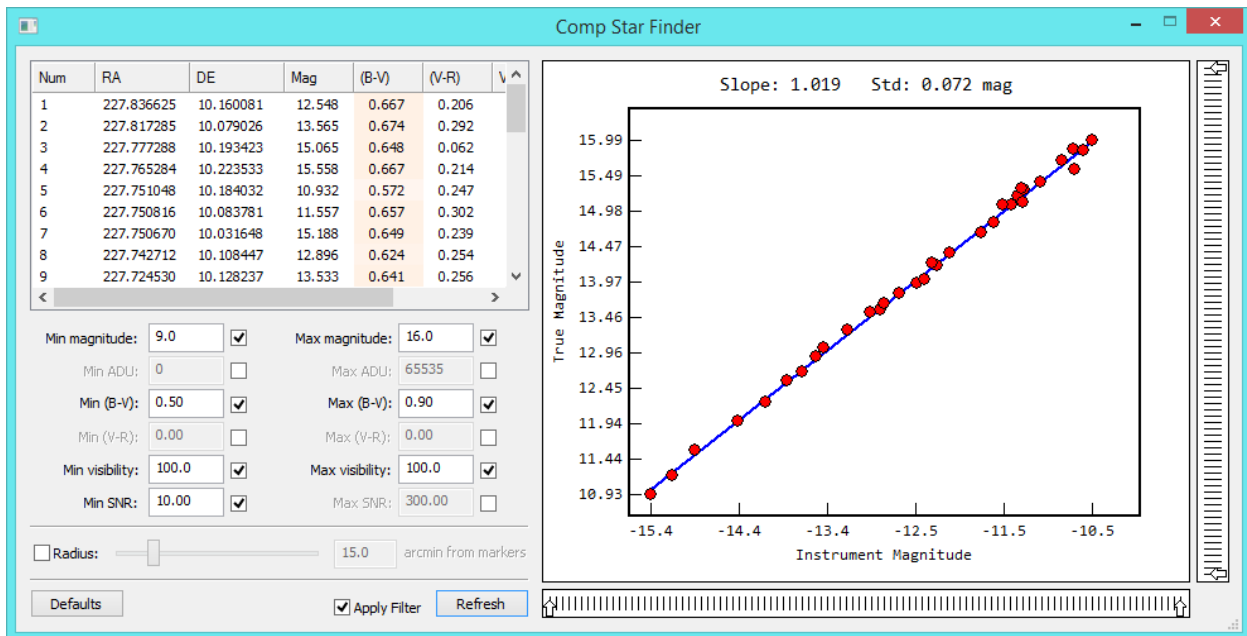 Comp Star Finder
Num RA DE Mag (B-V) (V-R) V
1 227.836625 10.160081 12.548 0.667 0.206
2 227.817285 10.079026 13.565 0.674 0.292
3 227.777288 10.193423 15.065 0.648 0.062
4 227.765284 10.223533 15.558 0.667 0.214
5 227.751048 10.184032 10.932 0.572 0.247
6 227.750816 10.083781 11.557 0.657 0.302
7 227.750670 10.031648 15.188 0.649 0.239
8 227.742712 10.108447 12.896 0.624 0.254
9 227.724530 10.128237 13.533 0.641 0.256
Min magnitude: 9.0 Max magnitude: 16.0
Min ADU: 0 Max ADU: 65535
Min (B-V): 0.50 Max (B-V): 0.90
Min (V-R): 0.00 Max (V-R): 0.00
Min visibility: 100.0 Max visibility: 100.0
Min SNR: 10.00 Max SNR: 300.00
Radius: 15.0 arcmin from markers
Defaults Apply Filter Refresh
Slope: 1.019 Std: 0.072 mag
True Magnitude
15.99
15.49
14.98
14.47
13.97
13.46
12.96
12.45
11.94
11.44
10.93
-15.4 -14.4 -13.4 -12.5 -11.5 -10.5
Instrument Magnitude